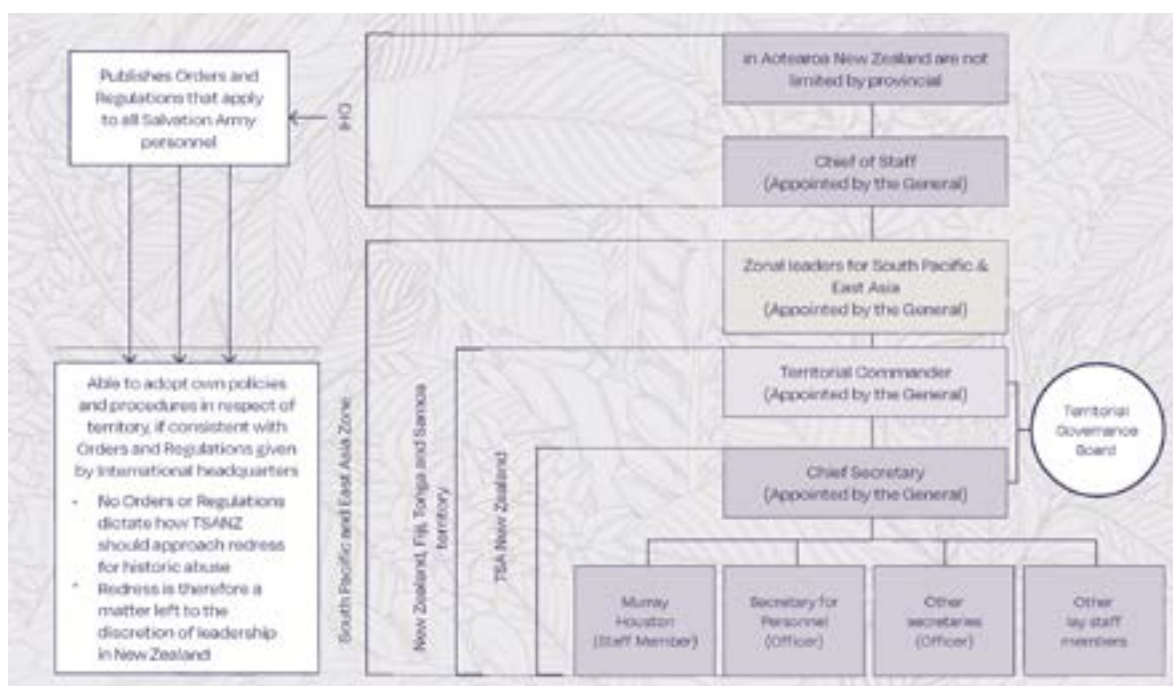 Publishes Orders and
Regulations that apply
to all Salvation Army
personnel
IHO
in Aotearoa New Zealand are not
limited by provincial
Chief of Staff
(Appointed by the General)
Zonal leaders for South Pacific &
East Asia
(Appointed by the General)
Territorial Commander
(Appointed by the General)
Territorial
Governance
Board
Chief Secretary
(Appointed by the General)
Able to adopt own policies
and procedures in respect of
territory, if consistent with
Orders and Regulations given
by International headquarters
- No Orders or Regulations
dictate how TSANZ
should approach redress
for historic abuse
- Redress is therefore a
matter left to the
discretion of leadership
in New Zealand
South Pacific and East Asia Zone
New Zealand, Fiji, Tonga and Samoa
territory
TSA New Zealand
Murray
Houston
(Staff Member)
Secretary for
Personnel
(Officer)
Other
secretaries
(Officer)
Other
lay staff
members